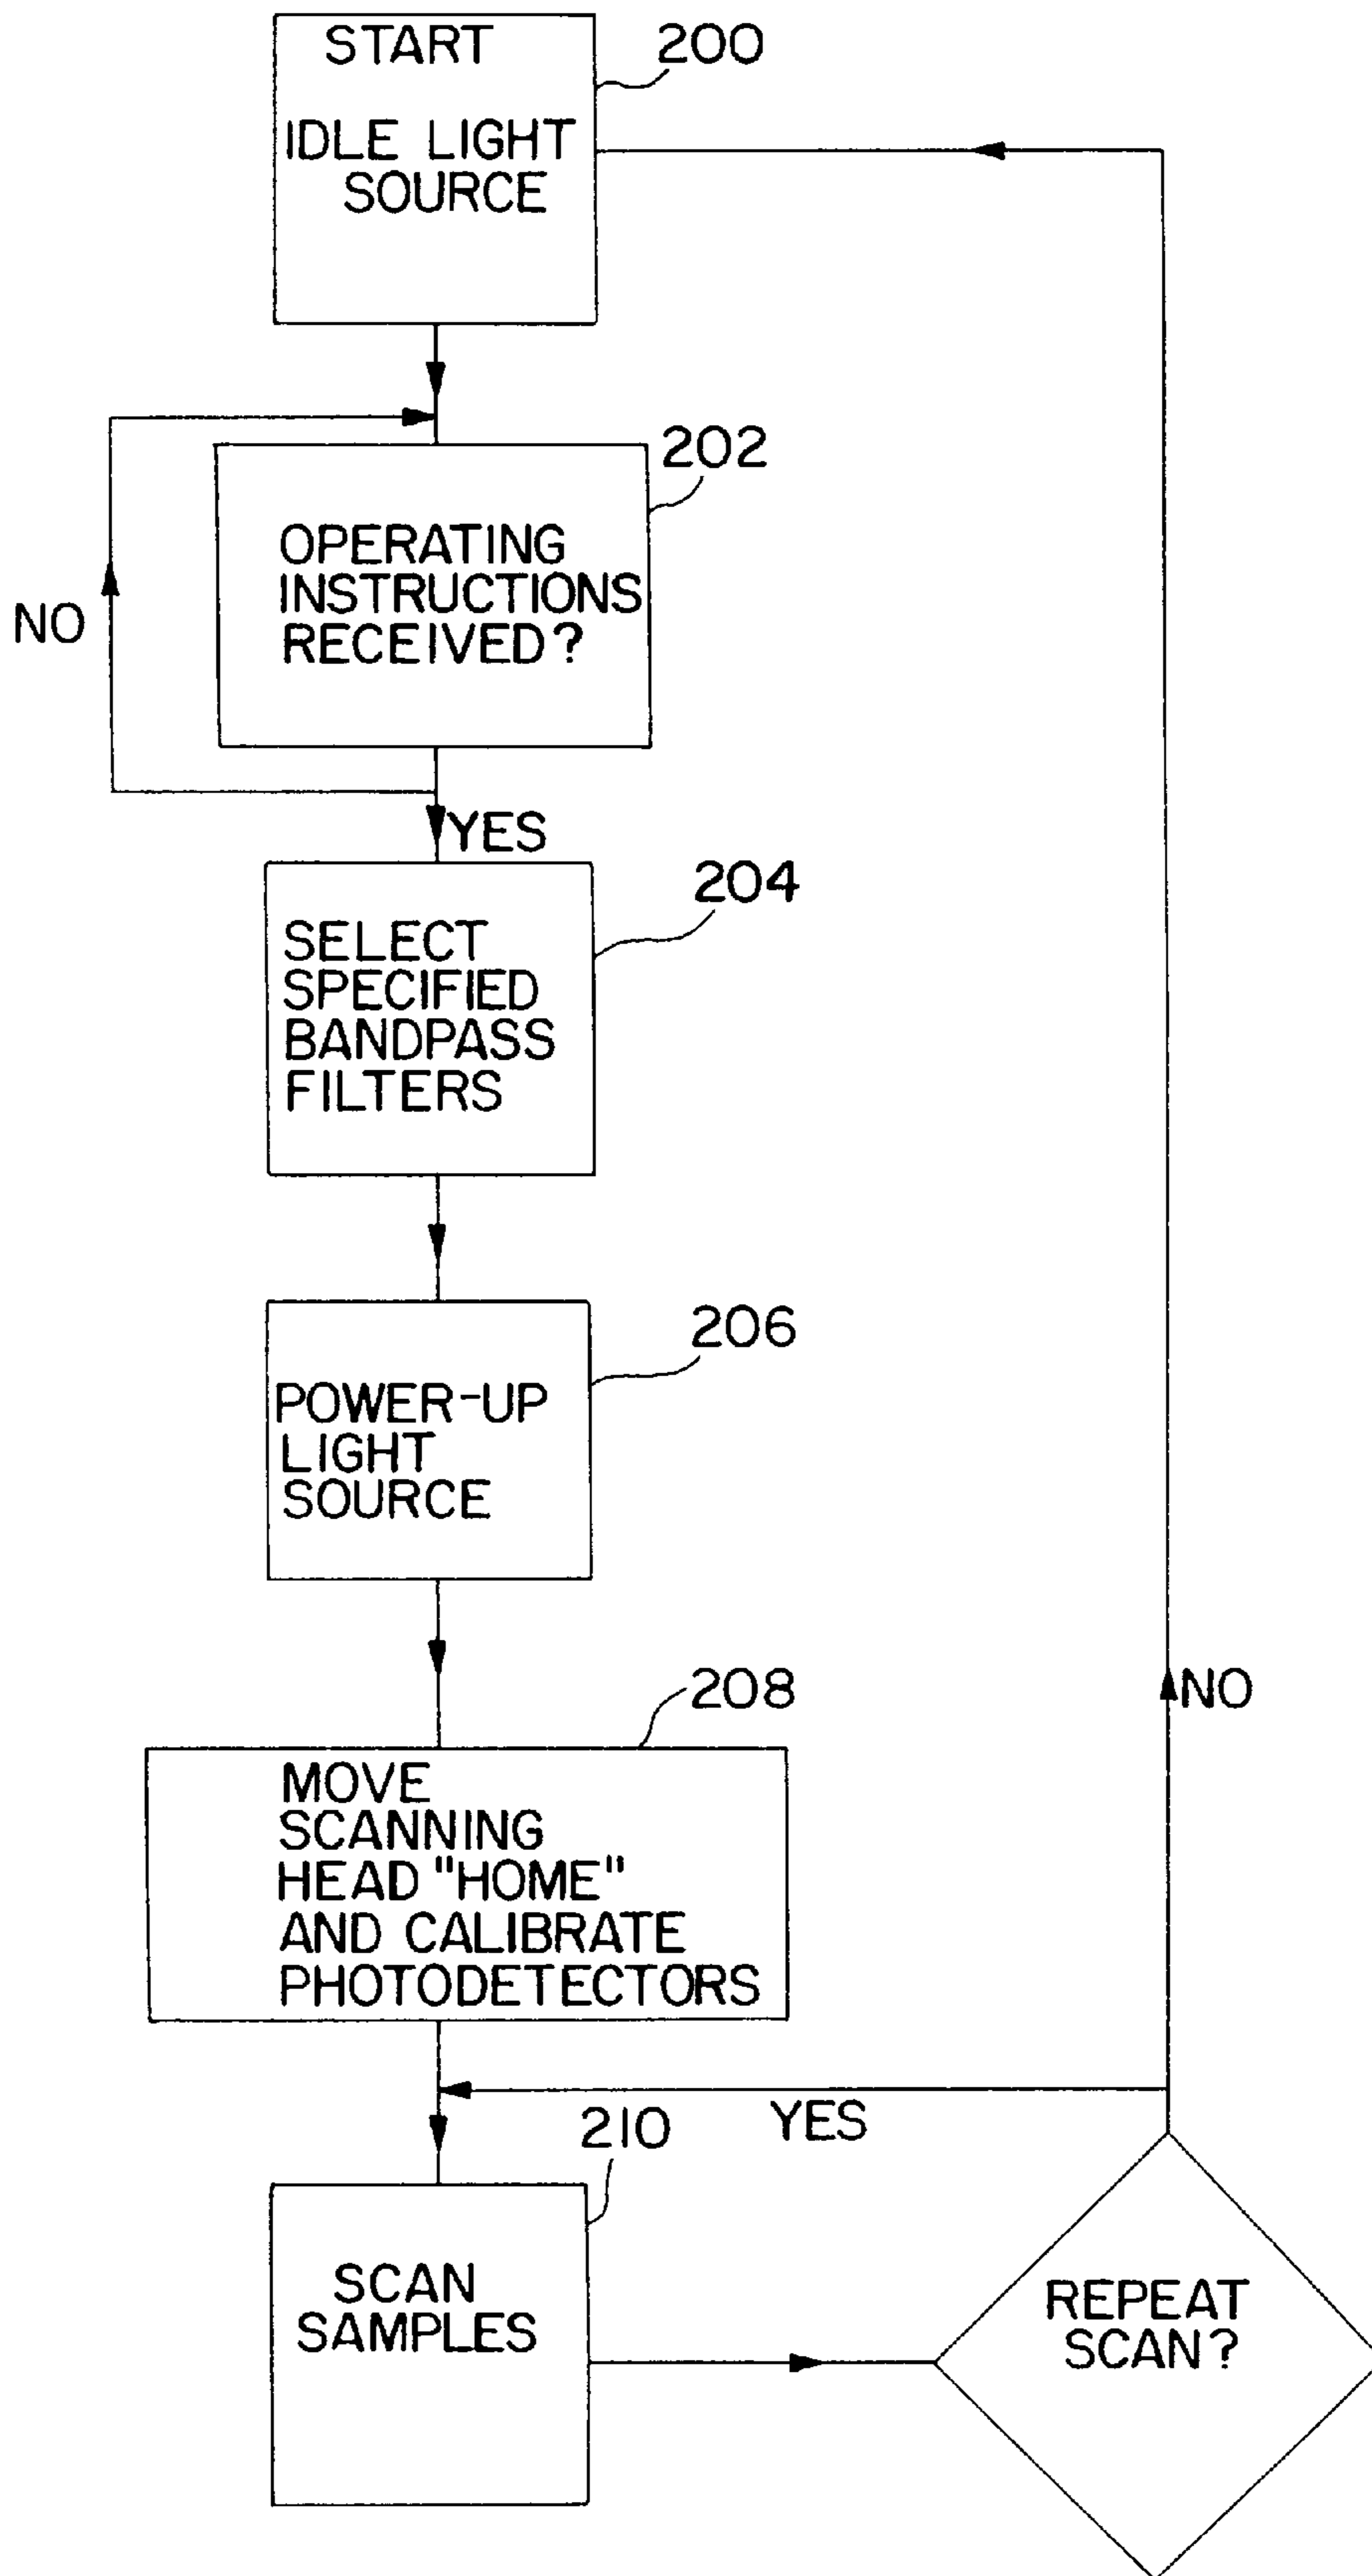 START
200
IDLE LIGHT
SOURCE
202
OPERATING
INSTRUCTIONS
RECEIVED?
NO
YES
204
SELECT
SPECIFIED
BANDPASS
FILTERS
206
POWER-UP
LIGHT
SOURCE
208
NO
MOVE
SCANNING
HEAD "HOME"
AND CALIBRATE
PHOTODETECTORS
YES
210
SCAN
SAMPLES
REPEAT
SCAN?